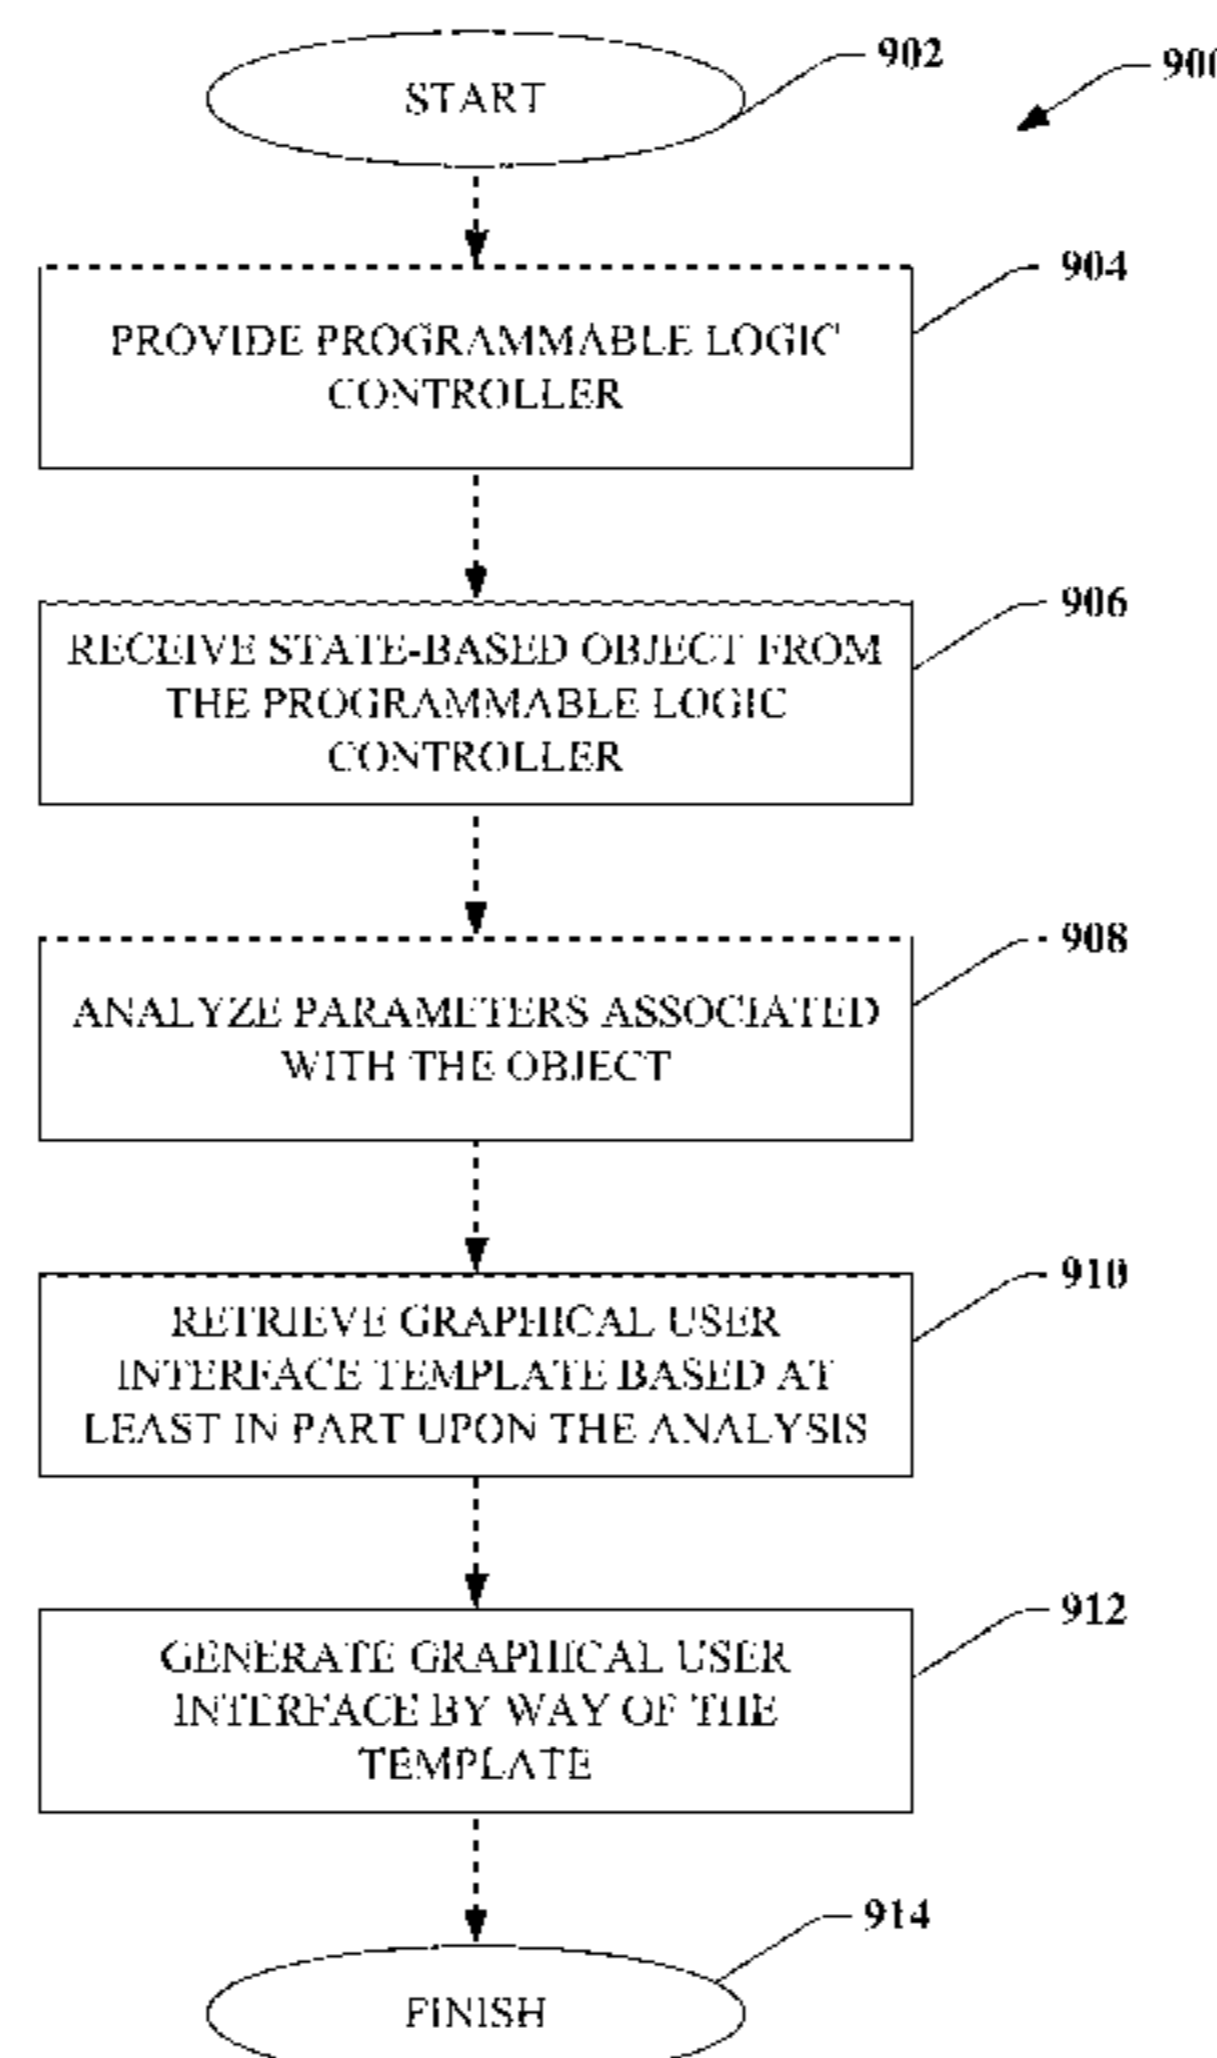 START
902
900
PROVIDE PROGRAMMABLE LOGIC
CONTROLLER
904
RECEIVE STATE-BASED OBJECT FROM
THE PROGRAMMABLE LOGIC
CONTROLLER
906
ANALYZE PARAMETERS ASSOCIATED
WITH THE OBJECT
908
RETRIEVE GRAPHICAL USER
INTERFACE TEMPLATE BASED AT
LEAST IN PART UPON THE ANALYSIS
910
GENERATE GRAPHICAL USER
INTERFACE BY WAY OF THE
TEMPLATE
912
FINISH
914